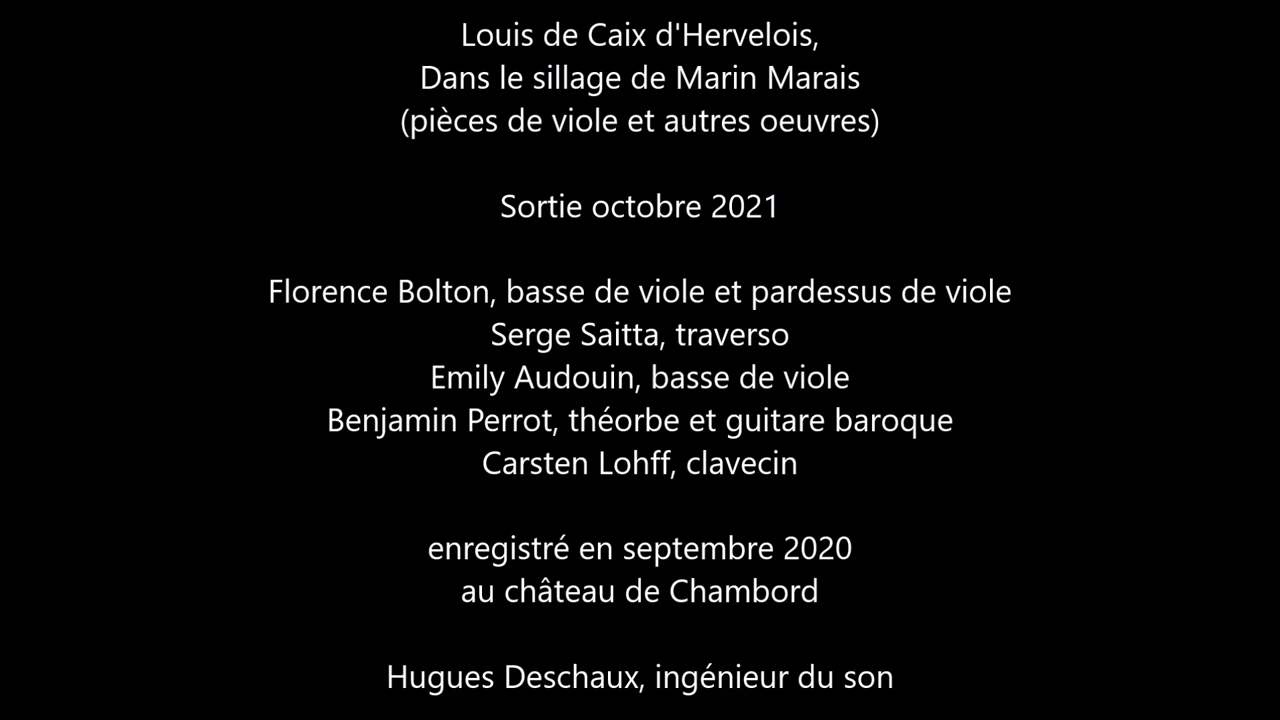 Louis de Caix d'Hervelois,
Dans le sillage de Marin Marais
(pièces de viole et autres oeuvres)
Sortie octobre 2021
Florence Bolton, basse de viole et pardessus de viole
Serge Saitta, traverso
Emily Audouin, basse de viole
Benjamin Perrot, théorbe et guitare baroque
Carsten Lohff, clavecin
enregistré en septembre 2020
au château de Chambord
Hugues Deschaux, ingénieur du son